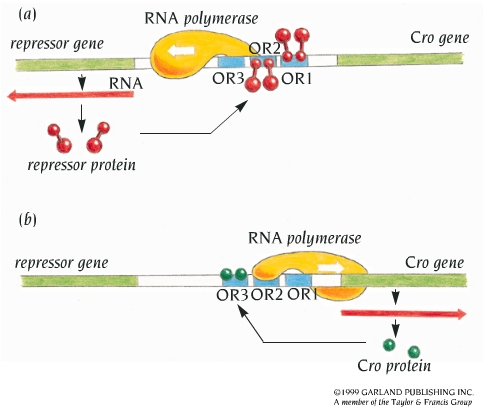 (a)
RNA polymerase
repressor gene
OR2
Cro gene
RNA
OR3
OR1
repressor protein
(b)
RNA polymerase
repressor gene
Cro gene
OR3 OR2 OR1
Cro protein
©1999 GARLAND PUBLISHING INC.
A member of the Taylor & Francis Group